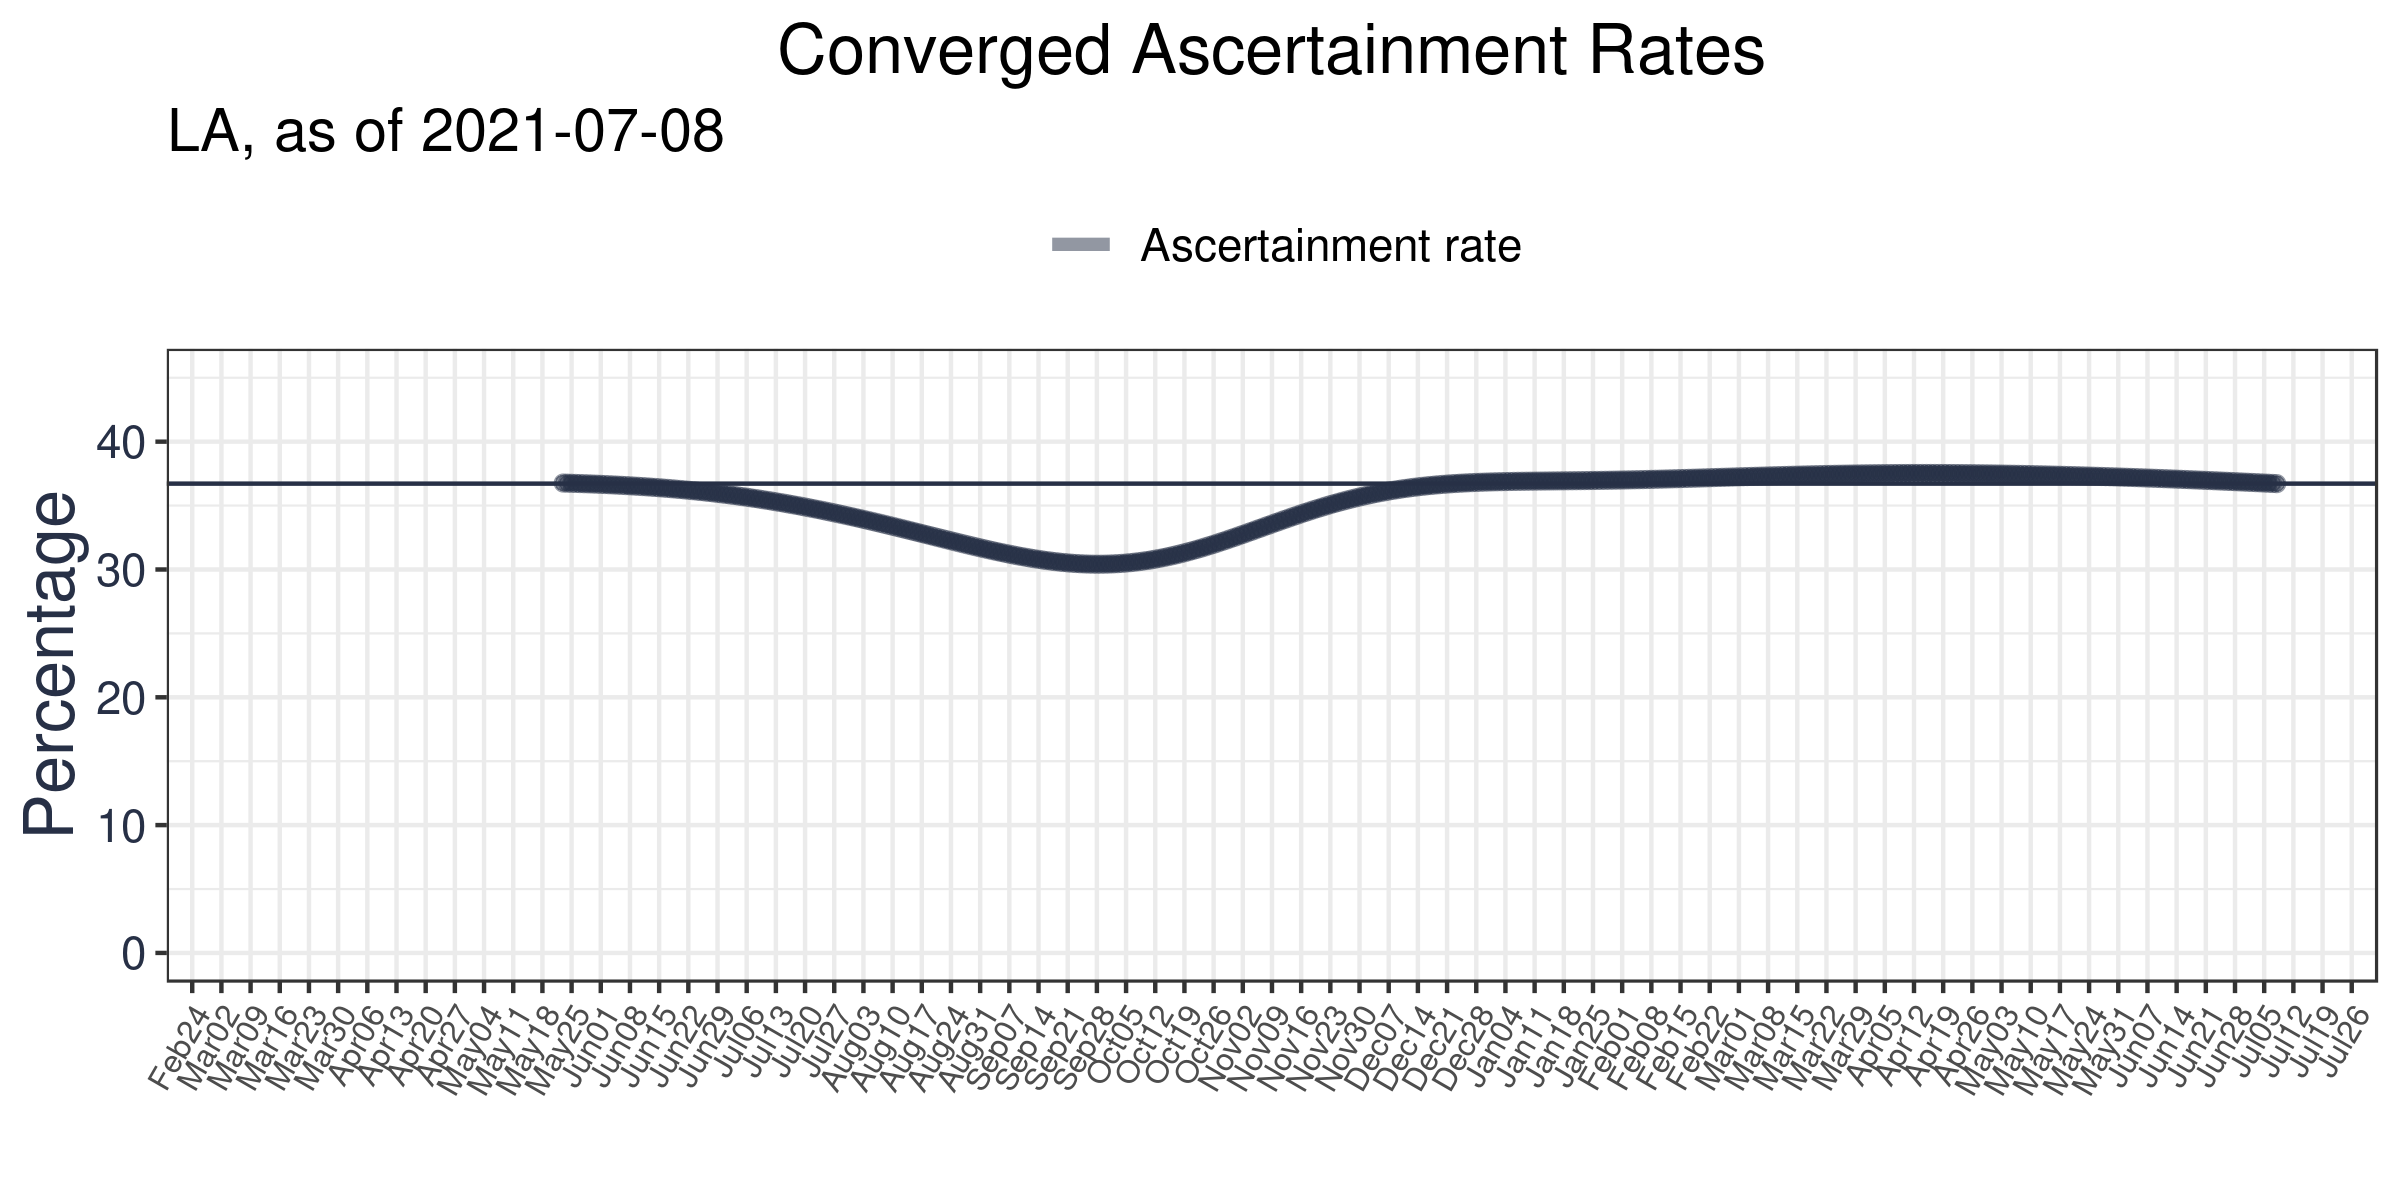 Converged Ascertainment Rates
LA, as of 2021-07-08
Ascertainment rate
Percentage
40
30
20
10
0
Feb24
Mar02
Mar09
Mar16
Mar23
Mar30
Apr06
Apr13
Apr20
Apr27
May04
May11
May18
May25
Jun01
Jun08
Jun15
Jun22
Jun29
Jul06
Jul13
Jul20
Jul27
Aug03
Aug10
Aug17
Aug24
Aug31
Sep07
Sep14
Sep21
Sep28
Oct05
Oct12
Oct19
Oct26
Nov02
Nov09
Nov16
Nov23
Nov30
Dec07
Dec14
Dec21
Dec28
Jan04
Jan11
Jan18
Jan25
Feb01
Feb08
Feb15
Feb22
Mar01
Mar08
Mar15
Mar22
Mar29
Apr05
Apr12
Apr19
Apr26
May03
May10
May17
May24
May31
Jun07
Jun14
Jun21
Jun28
Jul05
Jul12
Jul19
Jul26